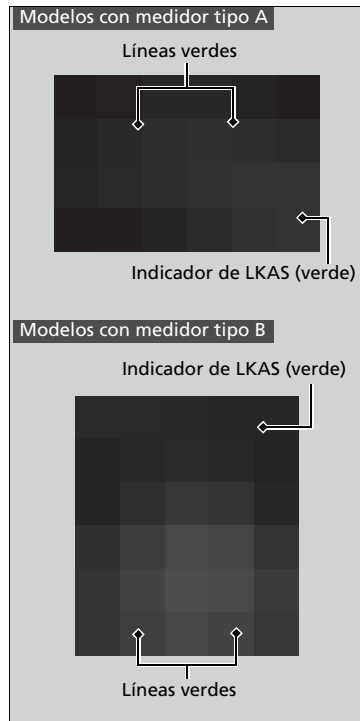 Modelos con medidor tipo A
Líneas verdes
Indicador de LKAS (verde)
Modelos con medidor tipo B
Indicador de LKAS (verde)
Líneas verdes